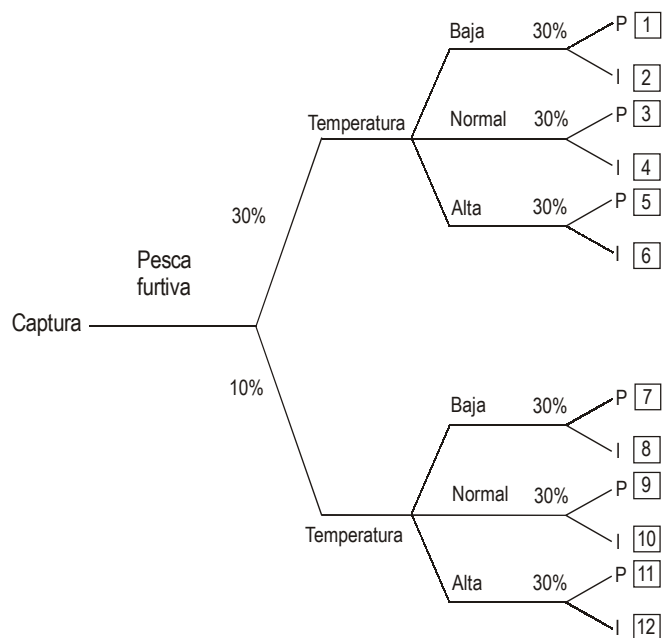 Baja 30% P 1
I 2
Temperatura Normal 30% P 3
I 4
Alta 30% P 5
I 6
30%
Pesca
furtiva
Captura
10%
Baja 30% P 7
I 8
Normal 30% P 9
Temperatura I 10
Alta 30% P 11
I 12